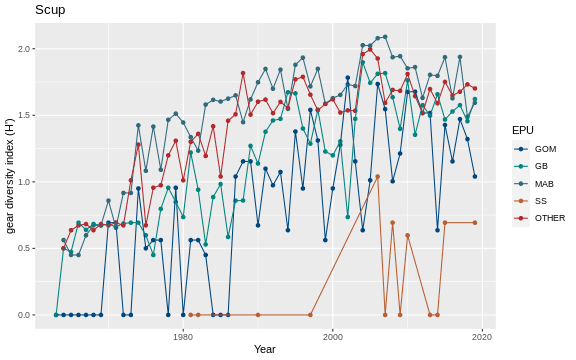 Scup
gear diversity index (H')
2.0
1.5
1.0
0.5
0.0
1980
2000
2020
Year
EPU
GOM
GB
MAB
SS
OTHER